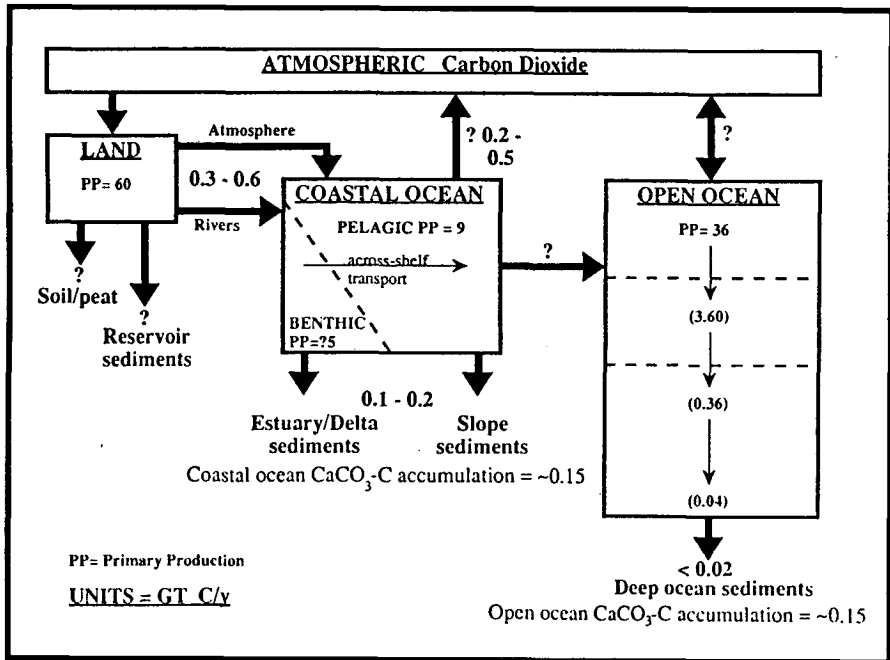 ATMOSPHERIC Carbon Dioxide
LAND
PP= 60
Atmosphere
0.3 - 0.6
Rivers
?
Soil/peat
?
Reservoir
sediments
? 0.2 -
0.5
COASTAL OCEAN
PELAGIC PP = 9
across-shelf
transport
BENTHIC
PP=?5
0.1 - 0.2
Estuary/Delta
sediments
Slope
sediments
Coastal ocean CaCO₃-C accumulation = ~0.15
?
?
OPEN OCEAN
PP= 36
(3.60)
(0.36)
(0.04)
< 0.02
Deep ocean sediments
Open ocean CaCO₃-C accumulation = ~0.15
PP= Primary Production
UNITS = GT C/y